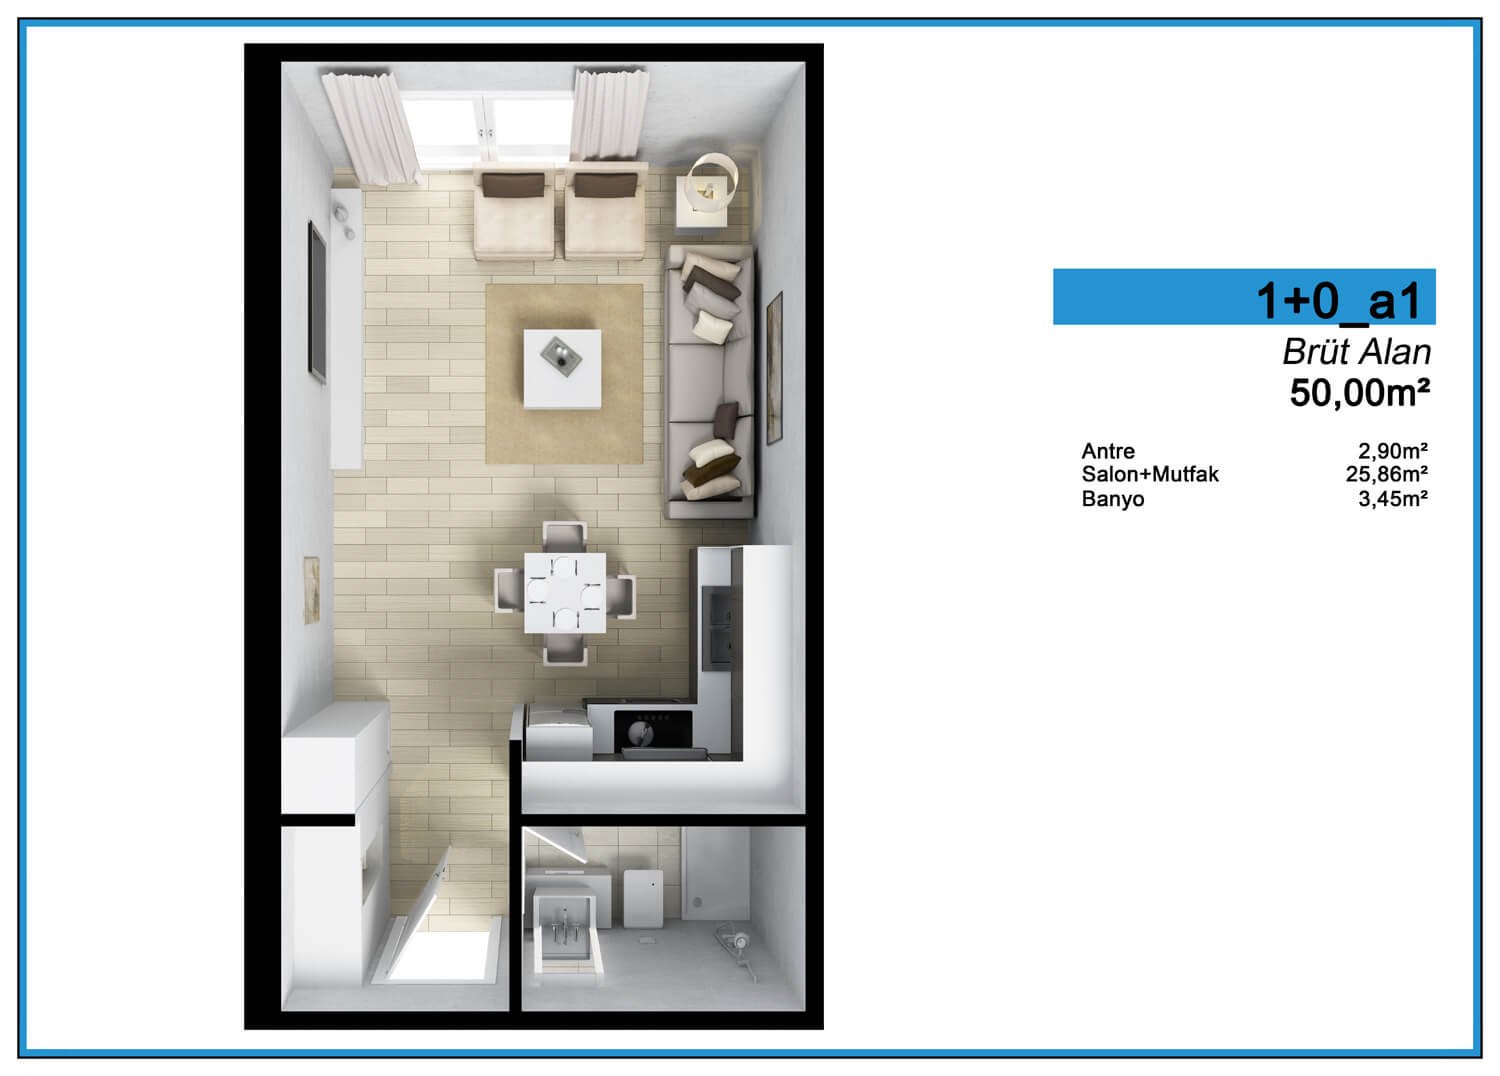 1+0_a1
Brüt Alan
50,00m²
Antre 2,90m²
Salon+Mutfak 25,86m²
Banyo 3,45m²